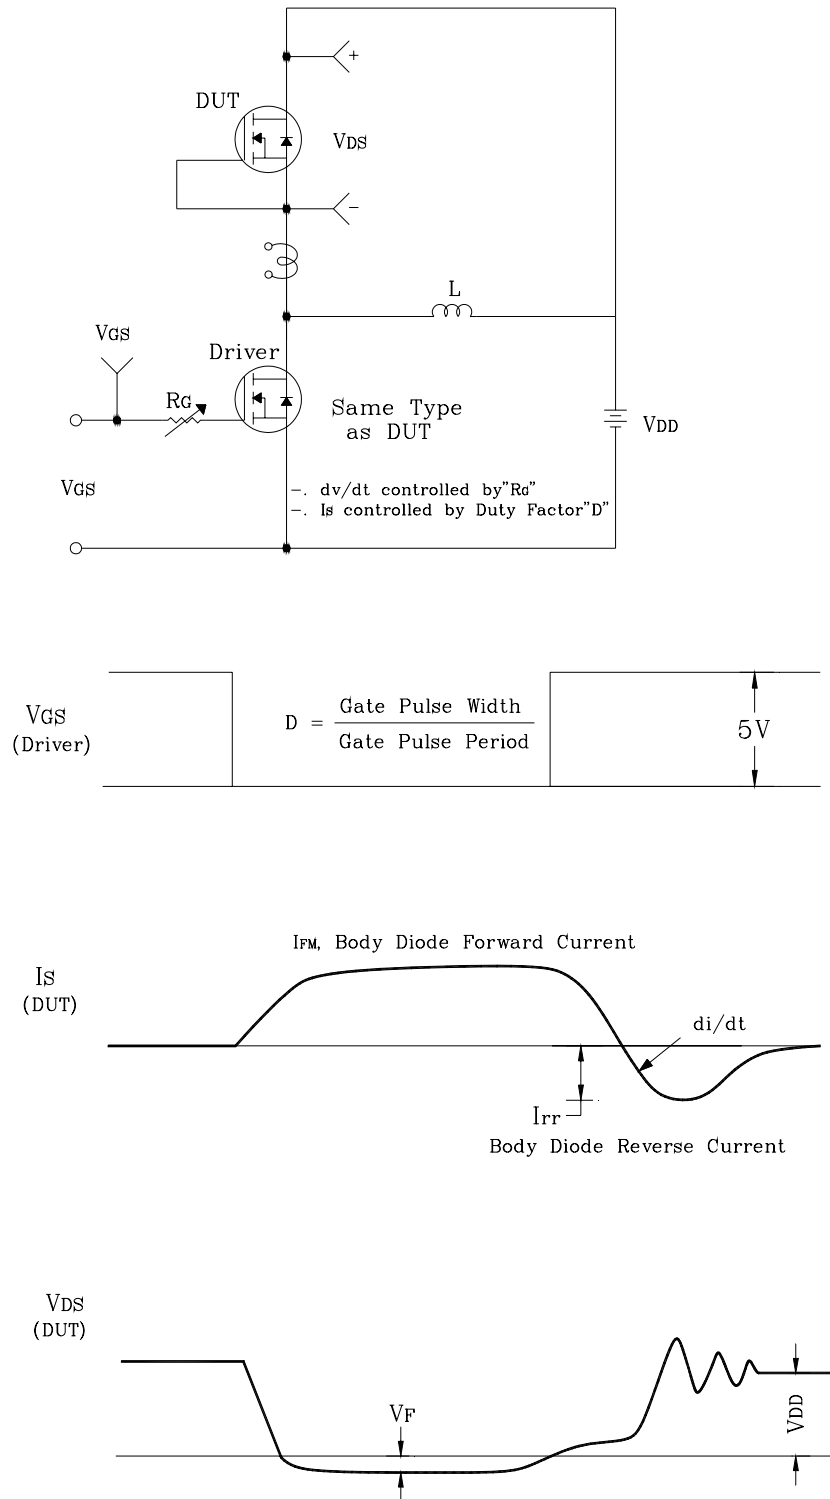 +
DUT
VDS
−
L
VGS
Driver
RG
Same Type
as DUT
VDD
VGS
−. dv/dt controlled by"RG"
−. IS controlled by Duty Factor"D"
VGS
(Driver)
D =
Gate Pulse Width
Gate Pulse Period
5V
IFM, Body Diode Forward Current
IS
(DUT)
di/dt
Irr
Body Diode Reverse Current
VDS
(DUT)
VF
VDD